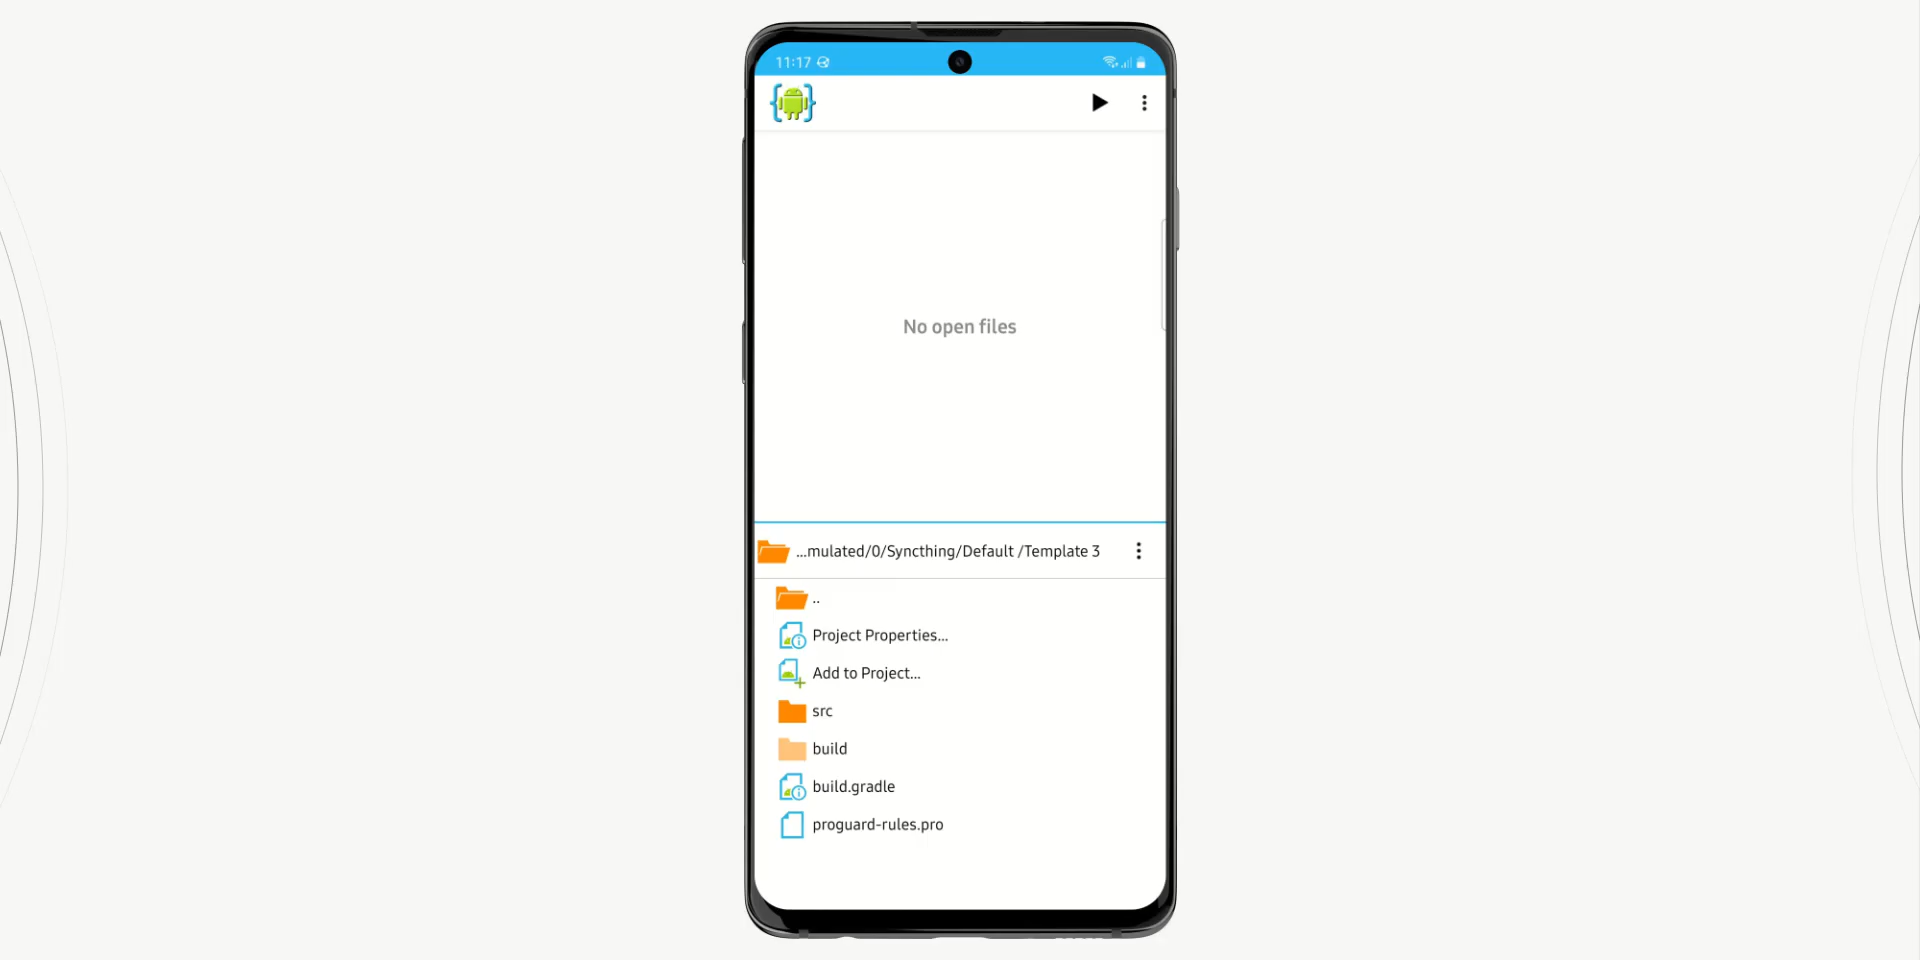 11:17
No open files
...mulated/0/Syncthing/Default /Template 3
..
Project Properties...
Add to Project...
src
build
build.gradle
proguard-rules.pro